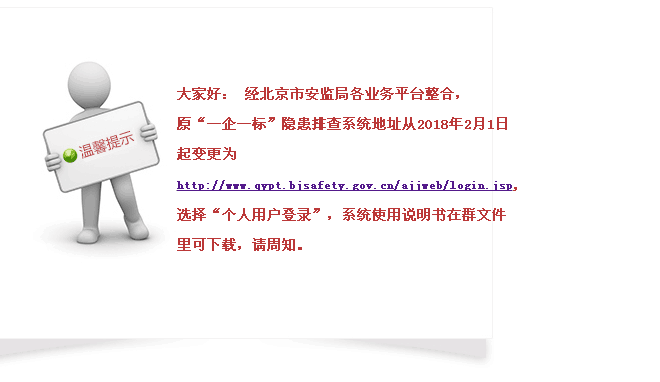 温馨提示
大家好： 经北京市安监局各业务平台整合，
原“一企一标”隐患排查系统地址从2018年2月1日
起变更为
http://www.qypt.bjsafety.gov.cn/ajjweb/login.jsp，
选择“个人用户登录”，系统使用说明书在群文件
里可下载，请周知。